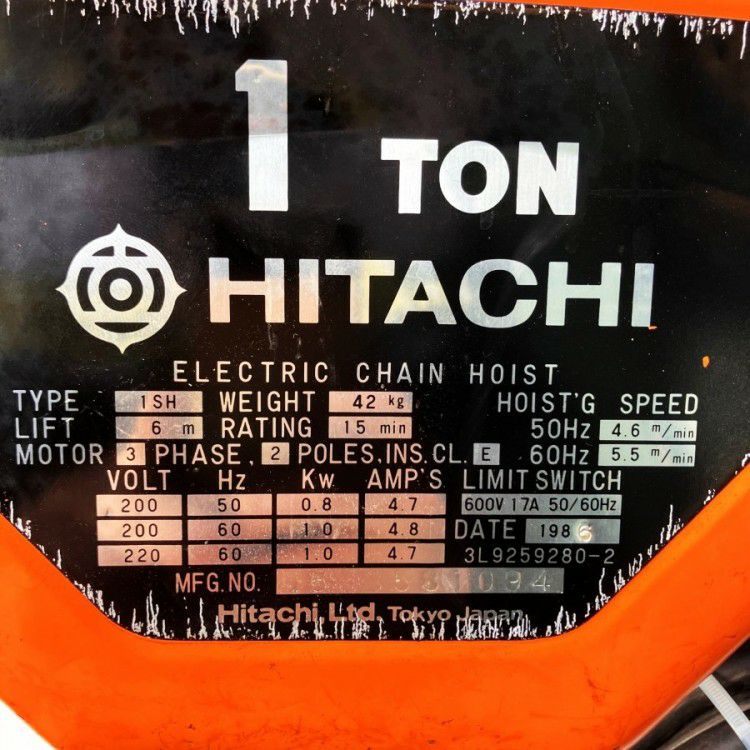 1 TON
HITACHI
ELECTRIC CHAIN HOIST
TYPE 1SH WEIGHT 42 kg HOIST'G SPEED
LIFT 6 m RATING 15 min 50Hz 4.6 m/min
MOTOR 3 PHASE, 2 POLES, INS. CL. E 60Hz 5.5 m/min
VOLT Hz Kw AMP'S LIMIT SWITCH
200 50 0.8 4.7 600V 17A 50/60Hz
200 60 1.0 4.8 DATE 1986
220 60 1.0 4.7 3L9259280-2
MFG. NO.
Hitachi, Ltd. Tokyo Japan